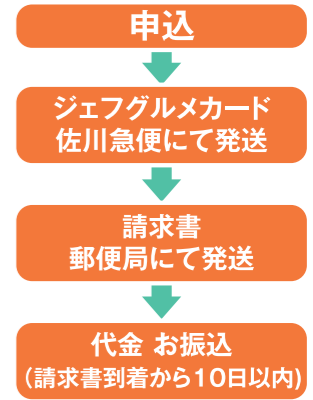 申込
ジェフグルメカード
佐川急便にて発送
請求書
郵便局にて発送
代金 お振込
(請求書到着から10日以内)